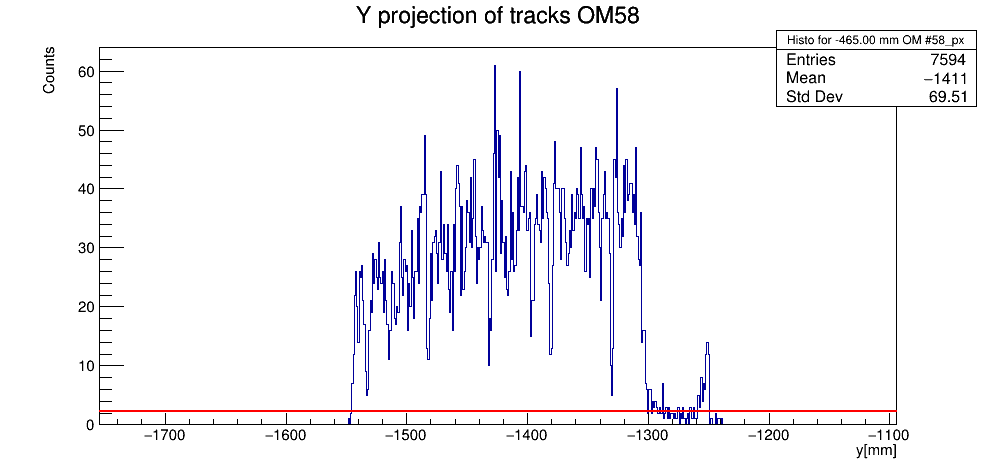 Y projection of tracks OM58
Histo for -465.00 mm OM #58_px
Entries 7594
Mean −1411
Std Dev 69.51
Counts
60
50
40
30
20
10
0
−1700 −1600 −1500 −1400 −1300 −1200 −1100
y[mm]